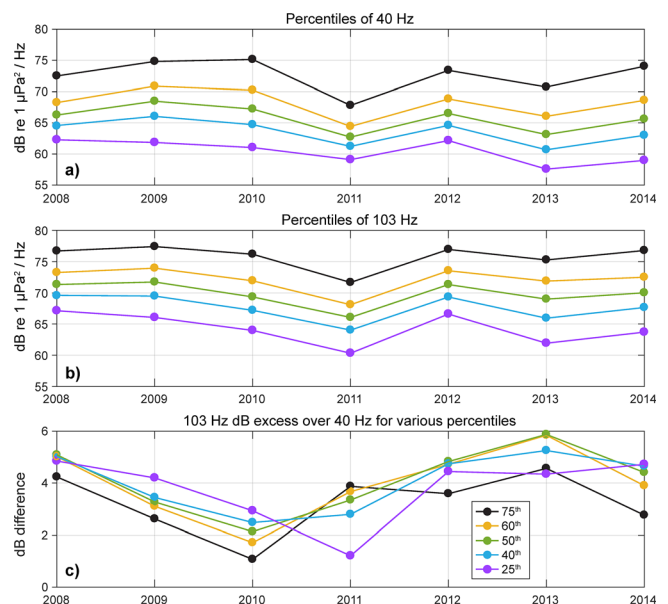 Percentiles of 40 Hz
80
75
70
65
60
55
dB re 1 µPa² / Hz
a)
2008 2009 2010 2011 2012 2013 2014
Percentiles of 103 Hz
80
75
70
65
60
55
dB re 1 µPa² / Hz
b)
2008 2009 2010 2011 2012 2013 2014
103 Hz dB excess over 40 Hz for various percentiles
6
4
2
0
dB difference
c)
75th
60th
50th
40th
25th
2008 2009 2010 2011 2012 2013 2014